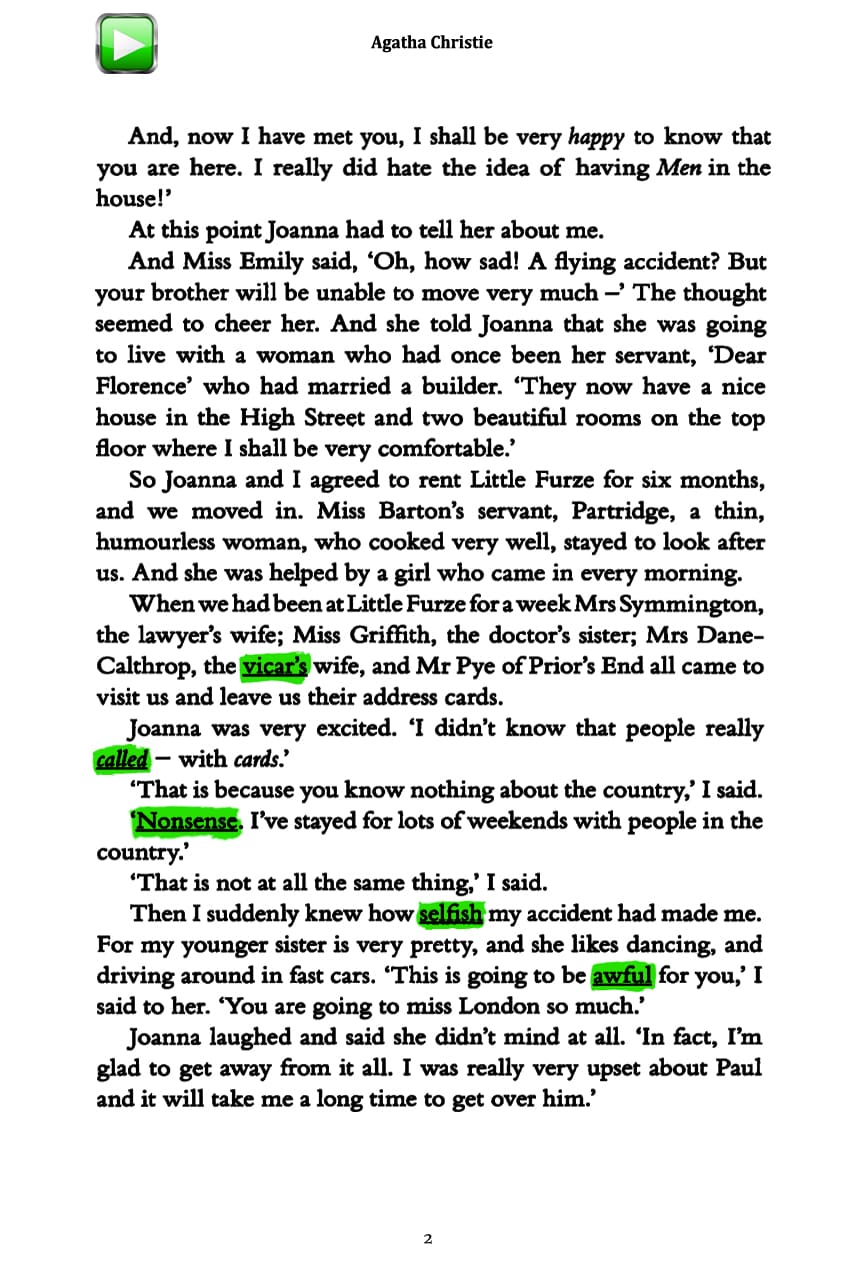 Agatha Christie
And, now I have met you, I shall be very happy to know that
you are here. I really did hate the idea of having Men in the
house!’
At this point Joanna had to tell her about me.
And Miss Emily said, ‘Oh, how sad! A flying accident? But
your brother will be unable to move very much –’ The thought
seemed to cheer her. And she told Joanna that she was going
to live with a woman who had once been her servant, ‘Dear
Florence’ who had married a builder. ‘They now have a nice
house in the High Street and two beautiful rooms on the top
floor where I shall be very comfortable.’
So Joanna and I agreed to rent Little Furze for six months,
and we moved in. Miss Barton’s servant, Partridge, a thin,
humourless woman, who cooked very well, stayed to look after
us. And she was helped by a girl who came in every morning.
When we had been at Little Furze for a week Mrs Symmington,
the lawyer’s wife; Miss Griffith, the doctor’s sister; Mrs Dane-
Calthrop, the vicar’s wife, and Mr Pye of Prior’s End all came to
visit us and leave us their address cards.
Joanna was very excited. ‘I didn’t know that people really
called – with cards.’
‘That is because you know nothing about the country,’ I said.
‘Nonsense. I’ve stayed for lots of weekends with people in the
country.’
‘That is not at all the same thing,’ I said.
Then I suddenly knew how selfish my accident had made me.
For my younger sister is very pretty, and she likes dancing, and
driving around in fast cars. ‘This is going to be awful for you,’ I
said to her. ‘You are going to miss London so much.’
Joanna laughed and said she didn’t mind at all. ‘In fact, I’m
glad to get away from it all. I was really very upset about Paul
and it will take me a long time to get over him.’
2